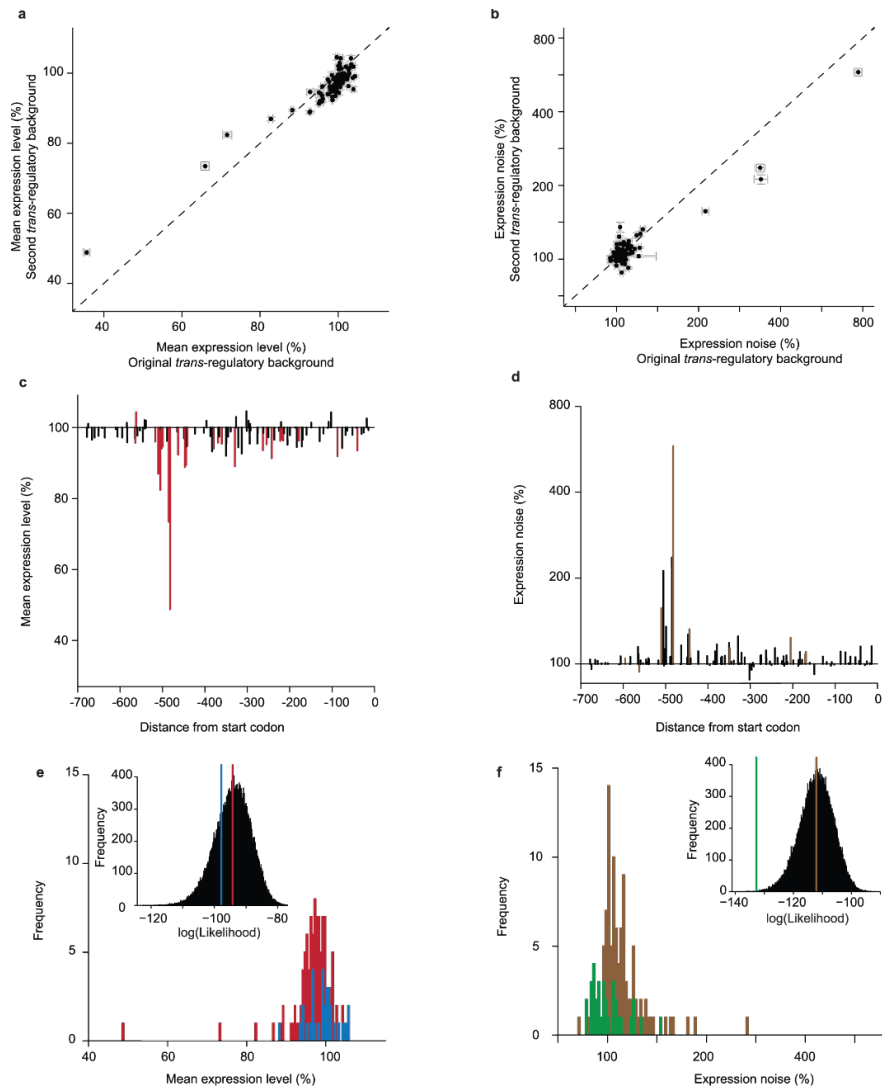 a
Mean expression level (%)
Second trans-regulatory background
100
80
60
40
40
60
80
100
Mean expression level (%)
Original trans-regulatory background
b
Expression noise (%)
Second trans-regulatory background
800
400
200
100
100
200
400
800
Expression noise (%)
Original trans-regulatory background
c
Mean expression level (%)
100
80
60
40
-700
-600
-500
-400
-300
-200
-100
0
Distance from start codon
d
Expression noise (%)
800
400
200
100
-700
-600
-500
-400
-300
-200
-100
0
Distance from start codon
e
Frequency
15
10
5
0
40
60
80
100
Mean expression level (%)
Frequency
400
300
200
100
0
−120
−100
−80
log(Likelihood)
f
Frequency
15
10
5
0
100
200
400
Expression noise (%)
Frequency
400
300
200
100
0
−140
−120
−100
log(Likelihood)